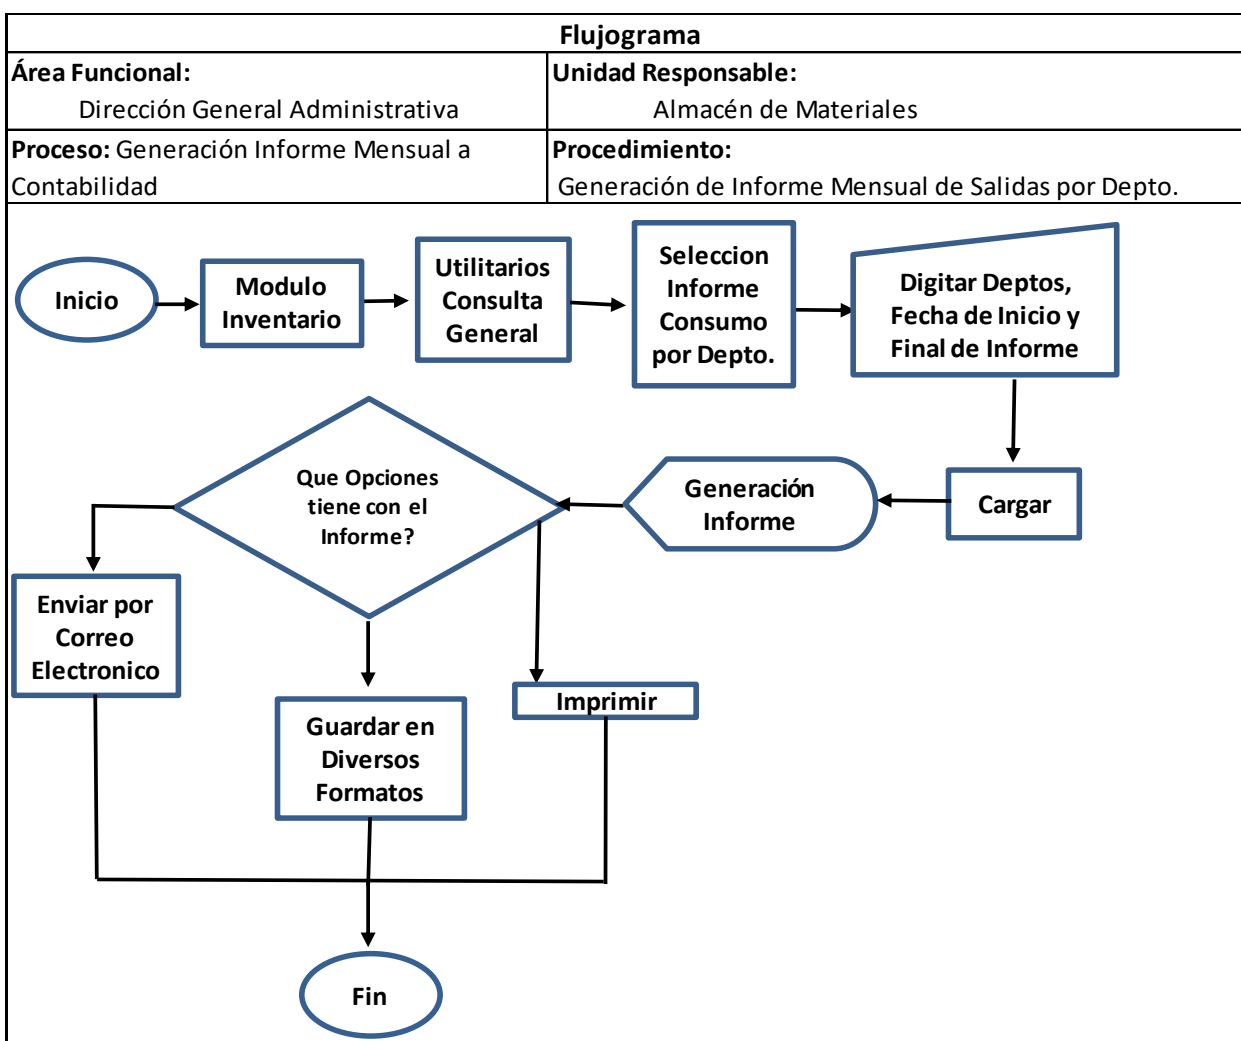 Flujograma
Área Funcional:
Dirección General Administrativa
Unidad Responsable:
Almacén de Materiales
Proceso: Generación Informe Mensual a
Contabilidad
Procedimiento:
Generación de Informe Mensual de Salidas por Depto.
Inicio
Modulo
Inventario
Utilitarios
Consulta
General
Seleccion
Informe
Consumo
por Depto.
Digitar Deptos,
Fecha de Inicio y
Final de Informe
Cargar
Generación
Informe
Que Opciones
tiene con el
Informe?
Enviar por
Correo
Electronico
Guardar en
Diversos
Formatos
Imprimir
Fin